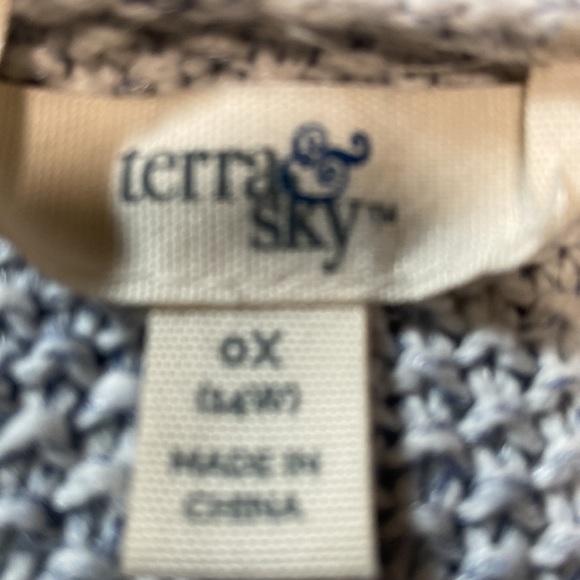 terra &
sky™
0X
(14W)
MADE IN
CHINA